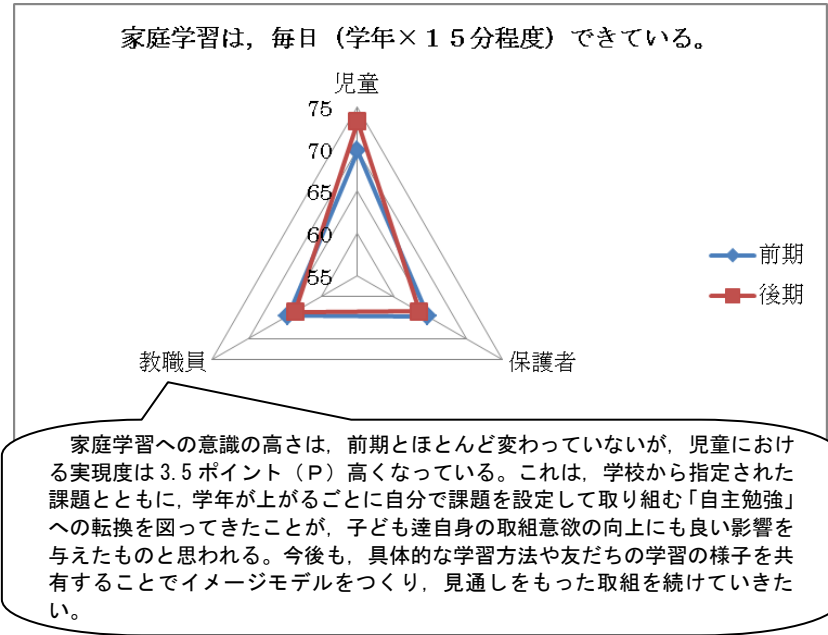 家庭学習は，毎日（学年×１５分程度）できている。
児童
75
70
65
60
55
前期
後期
教職員
保護者
家庭学習への意識の高さは，前期とほとんど変わっていないが，児童におけ
る実現度は 3.5 ポイント（Ｐ）高くなっている。これは，学校から指定された
課題とともに，学年が上がるごとに自分で課題を設定して取り組む「自主勉強」
への転換を図ってきたことが，子ども達自身の取組意欲の向上にも良い影響を
与えたものと思われる。今後も，具体的な学習方法や友だちの学習の様子を共
有することでイメージモデルをつくり，見通しをもった取組を続けていきた
い。